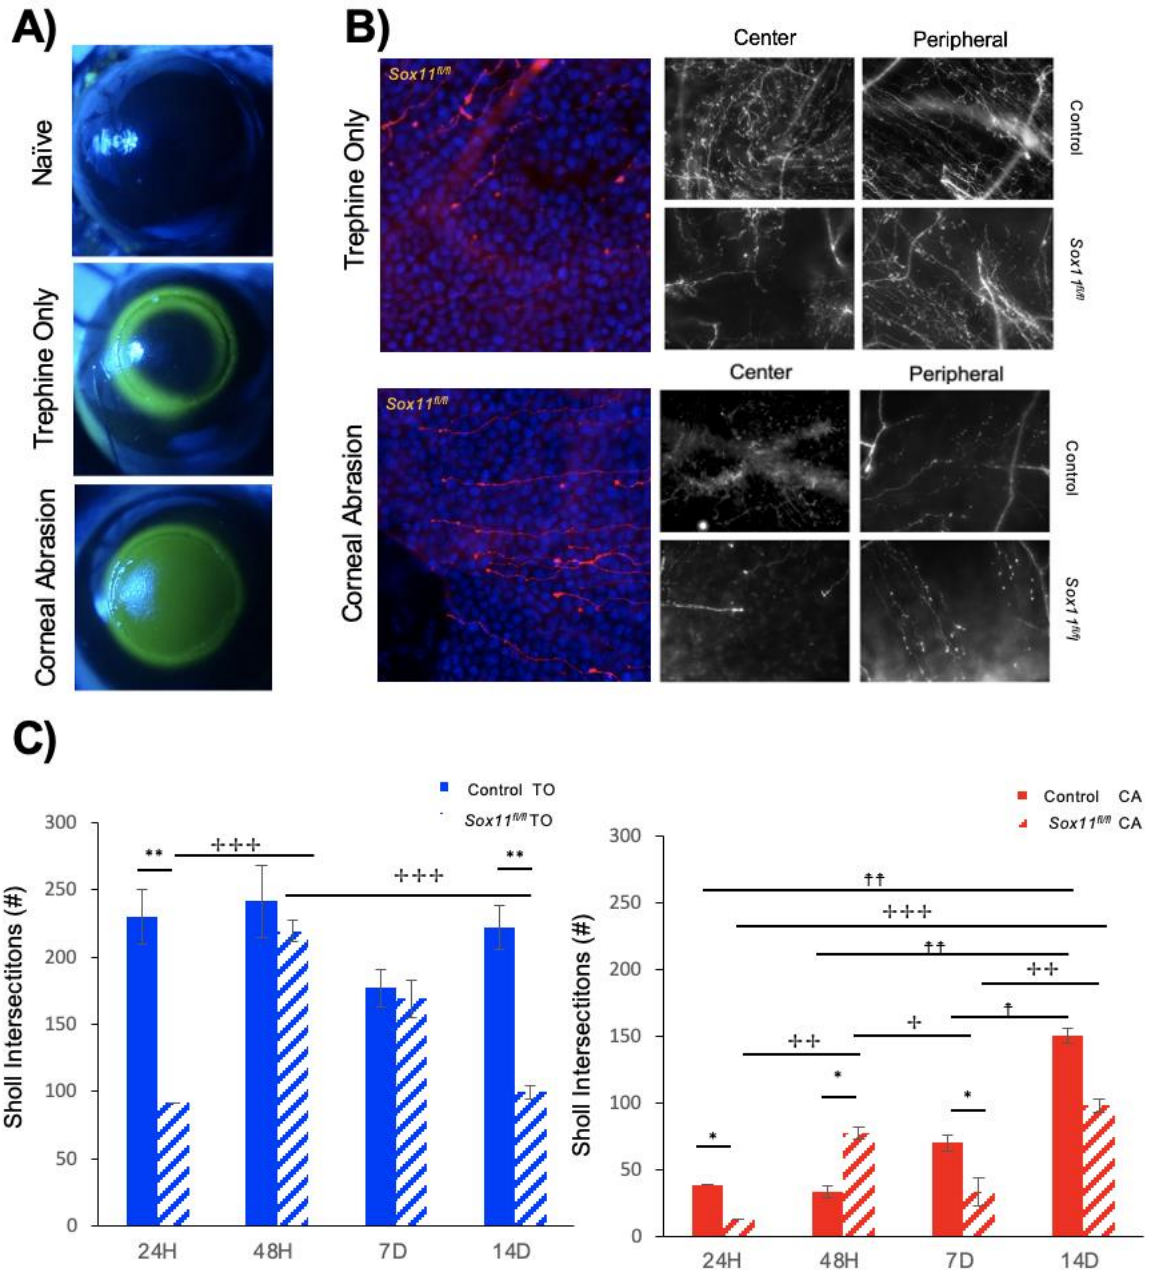 A)
Naïve
Trephine Only
Corneal Abrasion
B)
Trephine Only
Sox11fl/fl
Center
Peripheral
Control
Sox11fl/fl
Corneal Abrasion
Sox11fl/fl
Center
Peripheral
Control
Sox11fl/fl
C)
Control TO
Sox11fl/fl TO
Sholl Intersecitons (#)
300
250
200
150
100
50
0
**
+++
+++
**
24H
48H
7D
14D
Control CA
Sox11fl/fl CA
Sholl Intersecitons (#)
300
250
200
150
100
50
0
††
+++
††
++
†
+
++
*
*
*
24H
48H
7D
14D